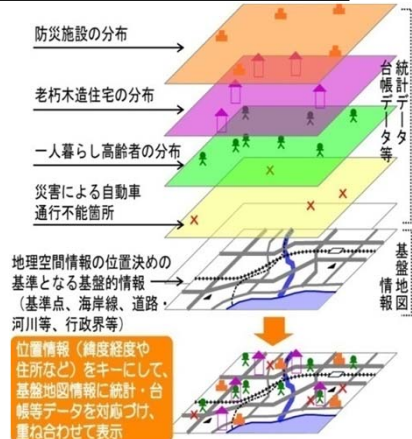 防災施設の分布
老朽木造住宅の分布
一人暮らし高齢者の分布
災害による自動車
通行不能箇所
統計データ
台帳データ等
地理空間情報の位置決めの
基準となる基盤的情報
（基準点、海岸線、道路・
河川等、行政界等）
基盤地図
情報
位置情報（緯度経度や
住所など）をキーにして、
基盤地図情報に統計・台
帳等データを対応づけ、
重ね合わせて表示